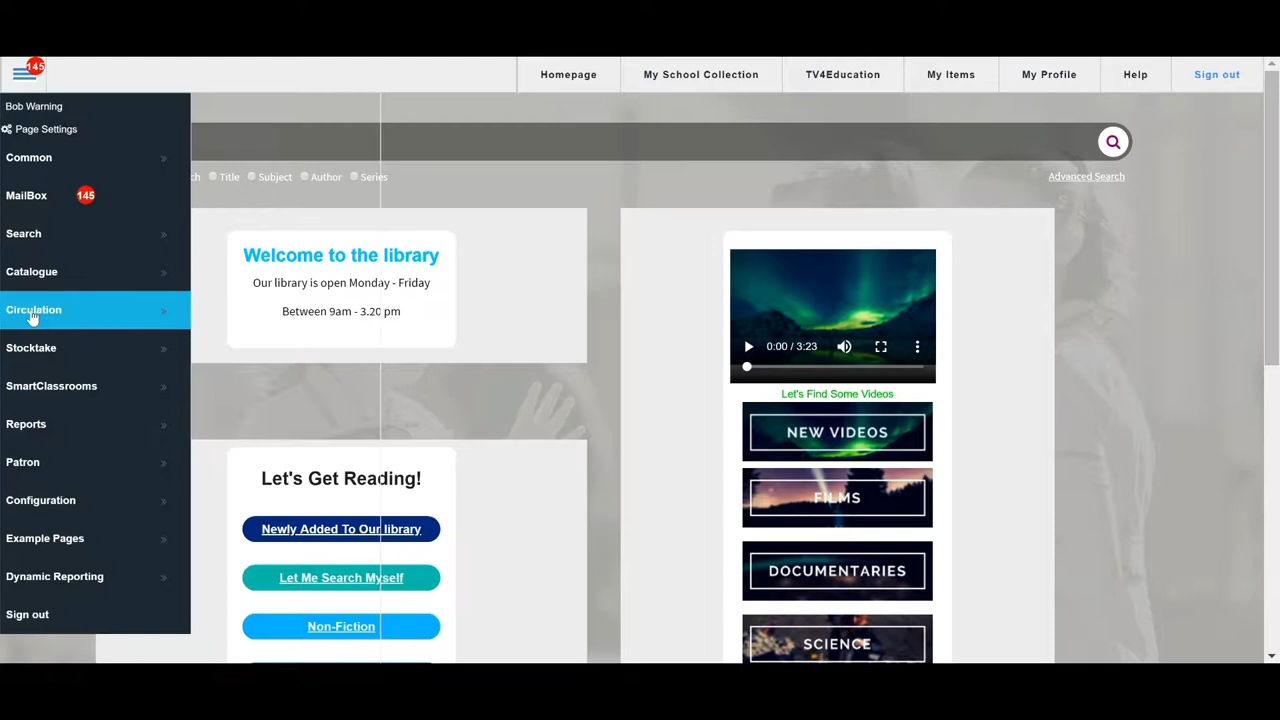 145
Homepage
My School Collection
TV4Education
My Items
My Profile
Help
Sign out
Bob Warning
Page Settings
Common
MailBox 145
Search
Catalogue
Circulation
Stocktake
SmartClassrooms
Reports
Patron
Configuration
Example Pages
Dynamic Reporting
Sign out
ch Title Subject Author Series
Advanced Search
Welcome to the library
Our library is open Monday - Friday
Between 9am - 3.20 pm
Let's Get Reading!
Newly Added To Our library
Let Me Search Myself
Non-Fiction
0:00 / 3:23
Let's Find Some Videos
NEW VIDEOS
FILMS
DOCUMENTARIES
SCIENCE